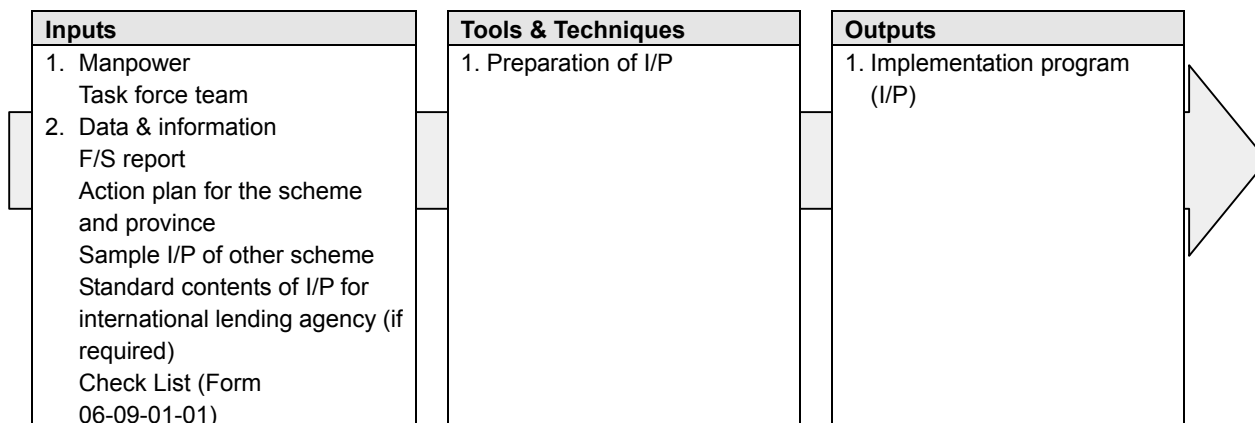 Inputs
1. Manpower
Task force team
2. Data & information
F/S report
Action plan for the scheme
and province
Sample I/P of other scheme
Standard contents of I/P for
international lending agency (if
required)
Check List (Form
06-09-01-01)
Tools & Techniques
1. Preparation of I/P
Outputs
1. Implementation program
(I/P)